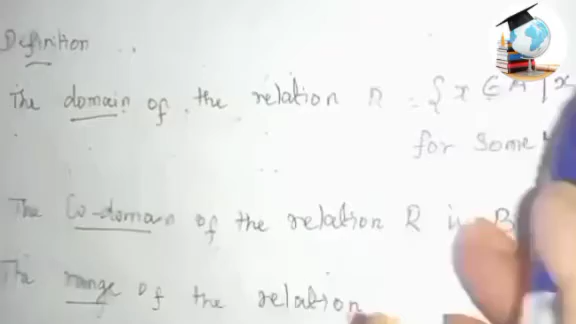 Definition
The domain of the relation R = {x ∈ A | x
for some
The Co-domain of the relation R is B
The range of the relation